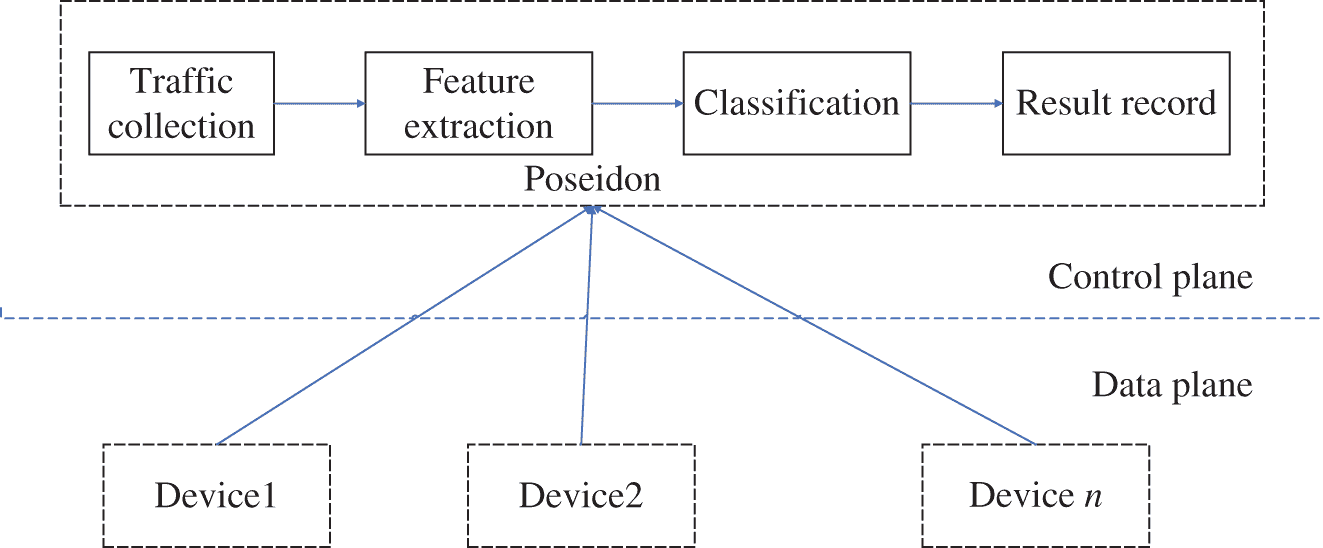 Traffic
collection
Feature
extraction
Classification
Result record
Poseidon
Control plane
Data plane
Device1
Device2
Device n